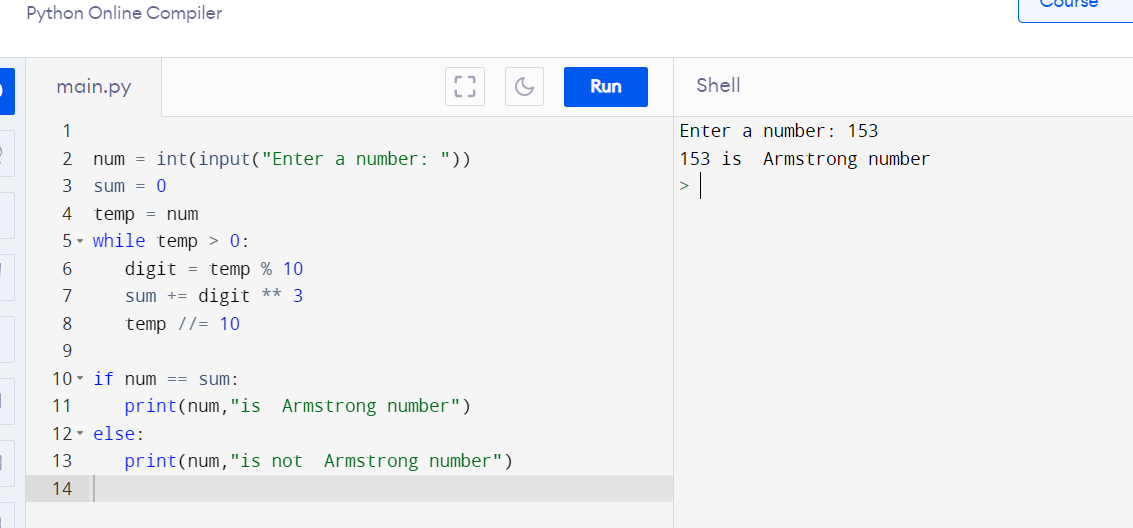 Python Online Compiler
Course
main.py
Run
Shell
1
2 num = int(input("Enter a number: "))
3 sum = 0
4 temp = num
5 while temp > 0:
6    digit = temp % 10
7    sum += digit ** 3
8    temp //= 10
9
10 if num == sum:
11    print(num,"is  Armstrong number")
12 else:
13    print(num,"is not  Armstrong number")
14
Enter a number: 153
153 is  Armstrong number
>